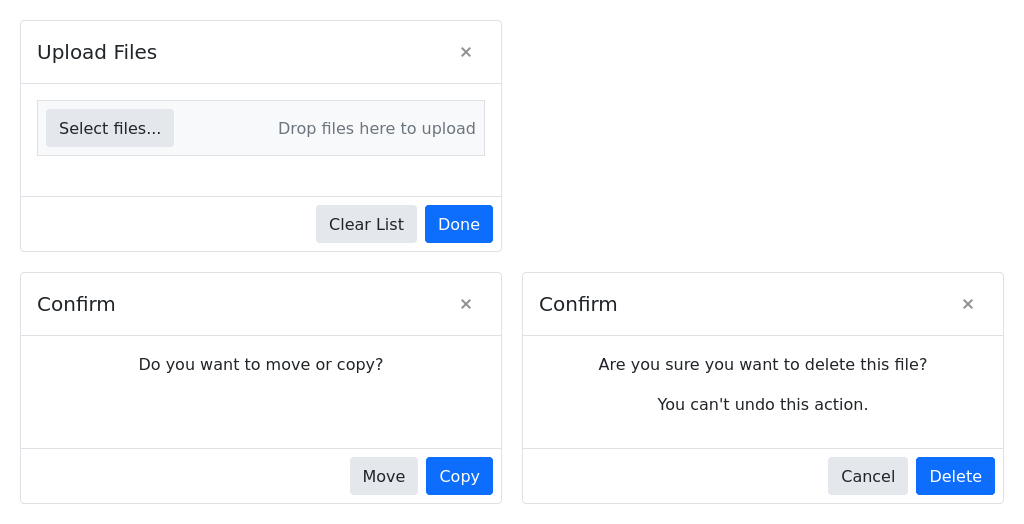 Upload Files
Select files...
Drop files here to upload
Clear List
Done
Confirm
Do you want to move or copy?
Move
Copy
Confirm
Are you sure you want to delete this file?
You can't undo this action.
Cancel
Delete